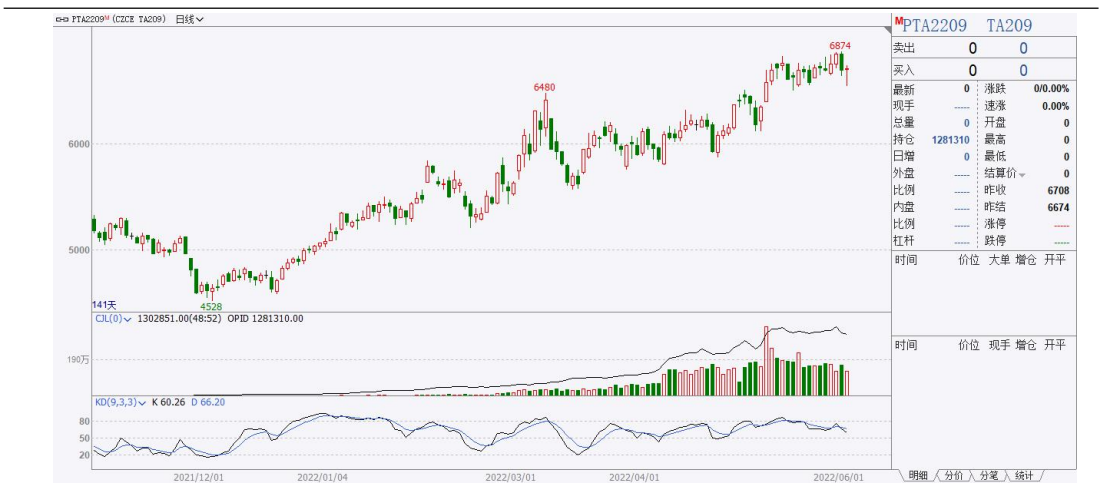 PTA2209ᴹ (CZCE TA209) 日线
6874
6480
6000
5000
4528
141天
CJL(0) 1302851.00(48:52) OPID 1281310.00
190万
KD(9,3,3) K 60.26 D 66.20
80
50
20
2021/12/01 2022/01/04 2022/03/01 2022/04/01 2022/06/01
ᴹPTA2209 TA209
卖出 0 0
买入 0 0
最新 0 涨跌 0/0.00%
现手 ----- 速涨 0.00%
总量 0 开盘 0
持仓 1281310 最高 0
日增 0 最低 0
外盘 ----- 结算价 0
比例 ----- 昨收 6708
内盘 ----- 昨结 6674
比例 ----- 涨停 -----
杠杆 ----- 跌停 -----
时间 价位 大单 增仓 开平
时间 价位 现手 增仓 开平
明细 分价 分笔 统计